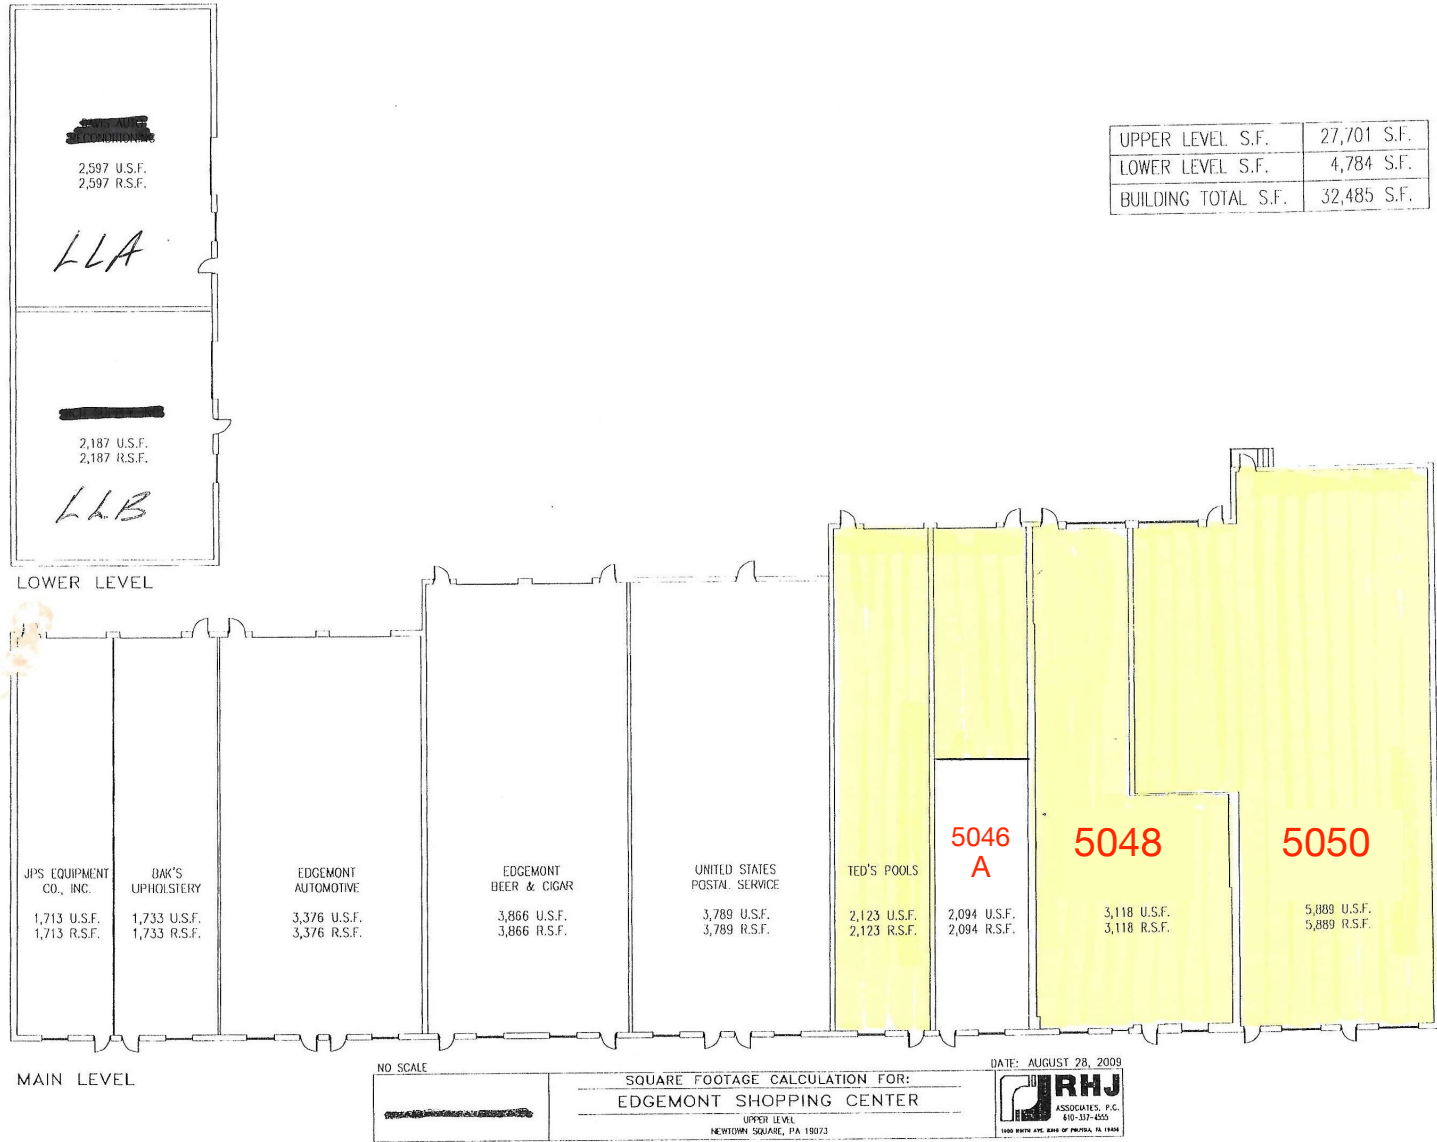 2,597 U.S.F.
2,597 R.S.F.
LLA
2,187 U.S.F.
2,187 R.S.F.
LLB
LOWER LEVEL
UPPER LEVEL S.F. 27,701 S.F.
LOWER LEVEL S.F. 4,784 S.F.
BUILDING TOTAL S.F. 32,485 S.F.
JPS EQUIPMENT
CO., INC.
1,713 U.S.F.
1,713 R.S.F.
BAK'S
UPHOLSTERY
1,733 U.S.F.
1,733 R.S.F.
EDGEMONT
AUTOMOTIVE
3,376 U.S.F.
3,376 R.S.F.
EDGEMONT
BEER & CIGAR
3,866 U.S.F.
3,866 R.S.F.
UNITED STATES
POSTAL SERVICE
3,789 U.S.F.
3,789 R.S.F.
TED'S POOLS
2,123 U.S.F.
2,123 R.S.F.
5046
A
2,094 U.S.F.
2,094 R.S.F.
5048
3,118 U.S.F.
3,118 R.S.F.
5050
5,889 U.S.F.
5,889 R.S.F.
MAIN LEVEL
NO SCALE
SQUARE FOOTAGE CALCULATION FOR:
EDGEMONT SHOPPING CENTER
UPPER LEVEL
NEWTOWN SQUARE, PA 19073
DATE: AUGUST 28, 2009
RHJ
ASSOCIATES, P.C.
610-337-4555